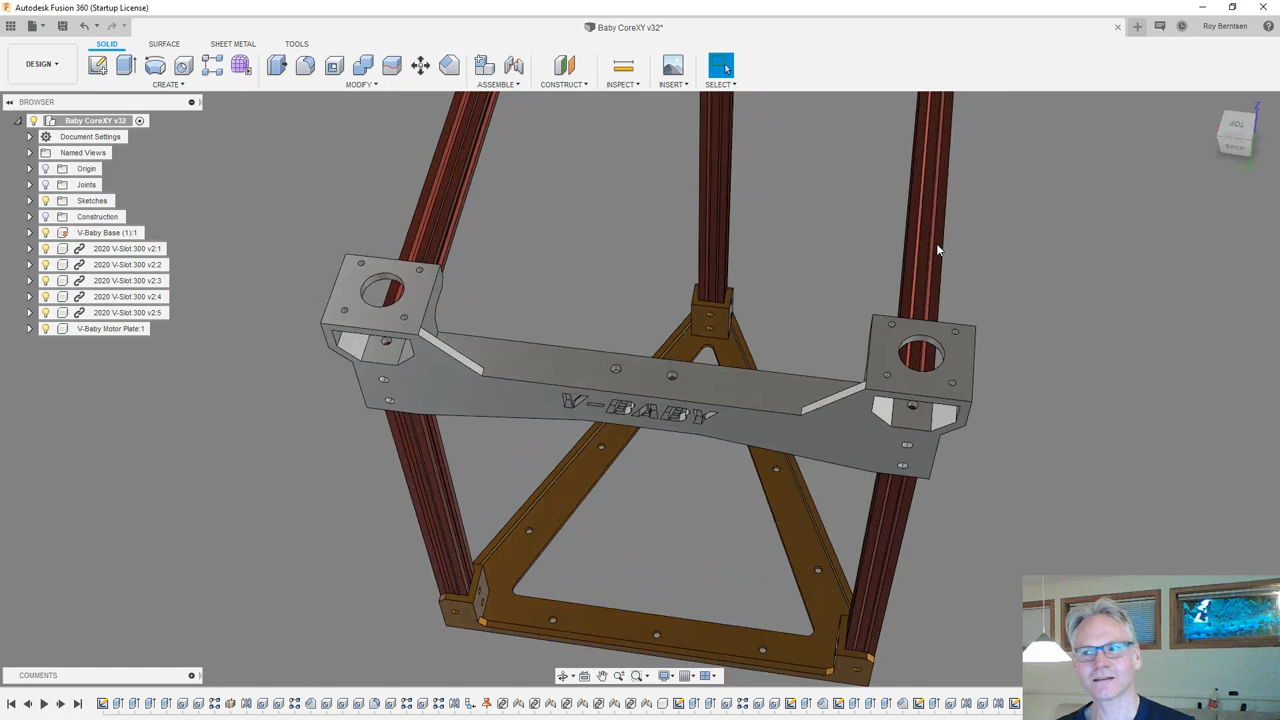 Autodesk Fusion 360 (Startup License)
Baby CoreXY v32*
Roy Berntsen
SOLID SURFACE SHEET METAL TOOLS
DESIGN
CREATE MODIFY ASSEMBLE CONSTRUCT INSPECT INSERT SELECT
BROWSER
Baby CoreXY v32
Document Settings
Named Views
Origin
Joints
Sketches
Construction
V-Baby Base (1):1
2020 V-Slot 300 v2:1
2020 V-Slot 300 v2:2
2020 V-Slot 300 v2:3
2020 V-Slot 300 v2:4
2020 V-Slot 300 v2:5
V-Baby Motor Plate:1
Z
TOP
BACK
V-BABY
COMMENTS